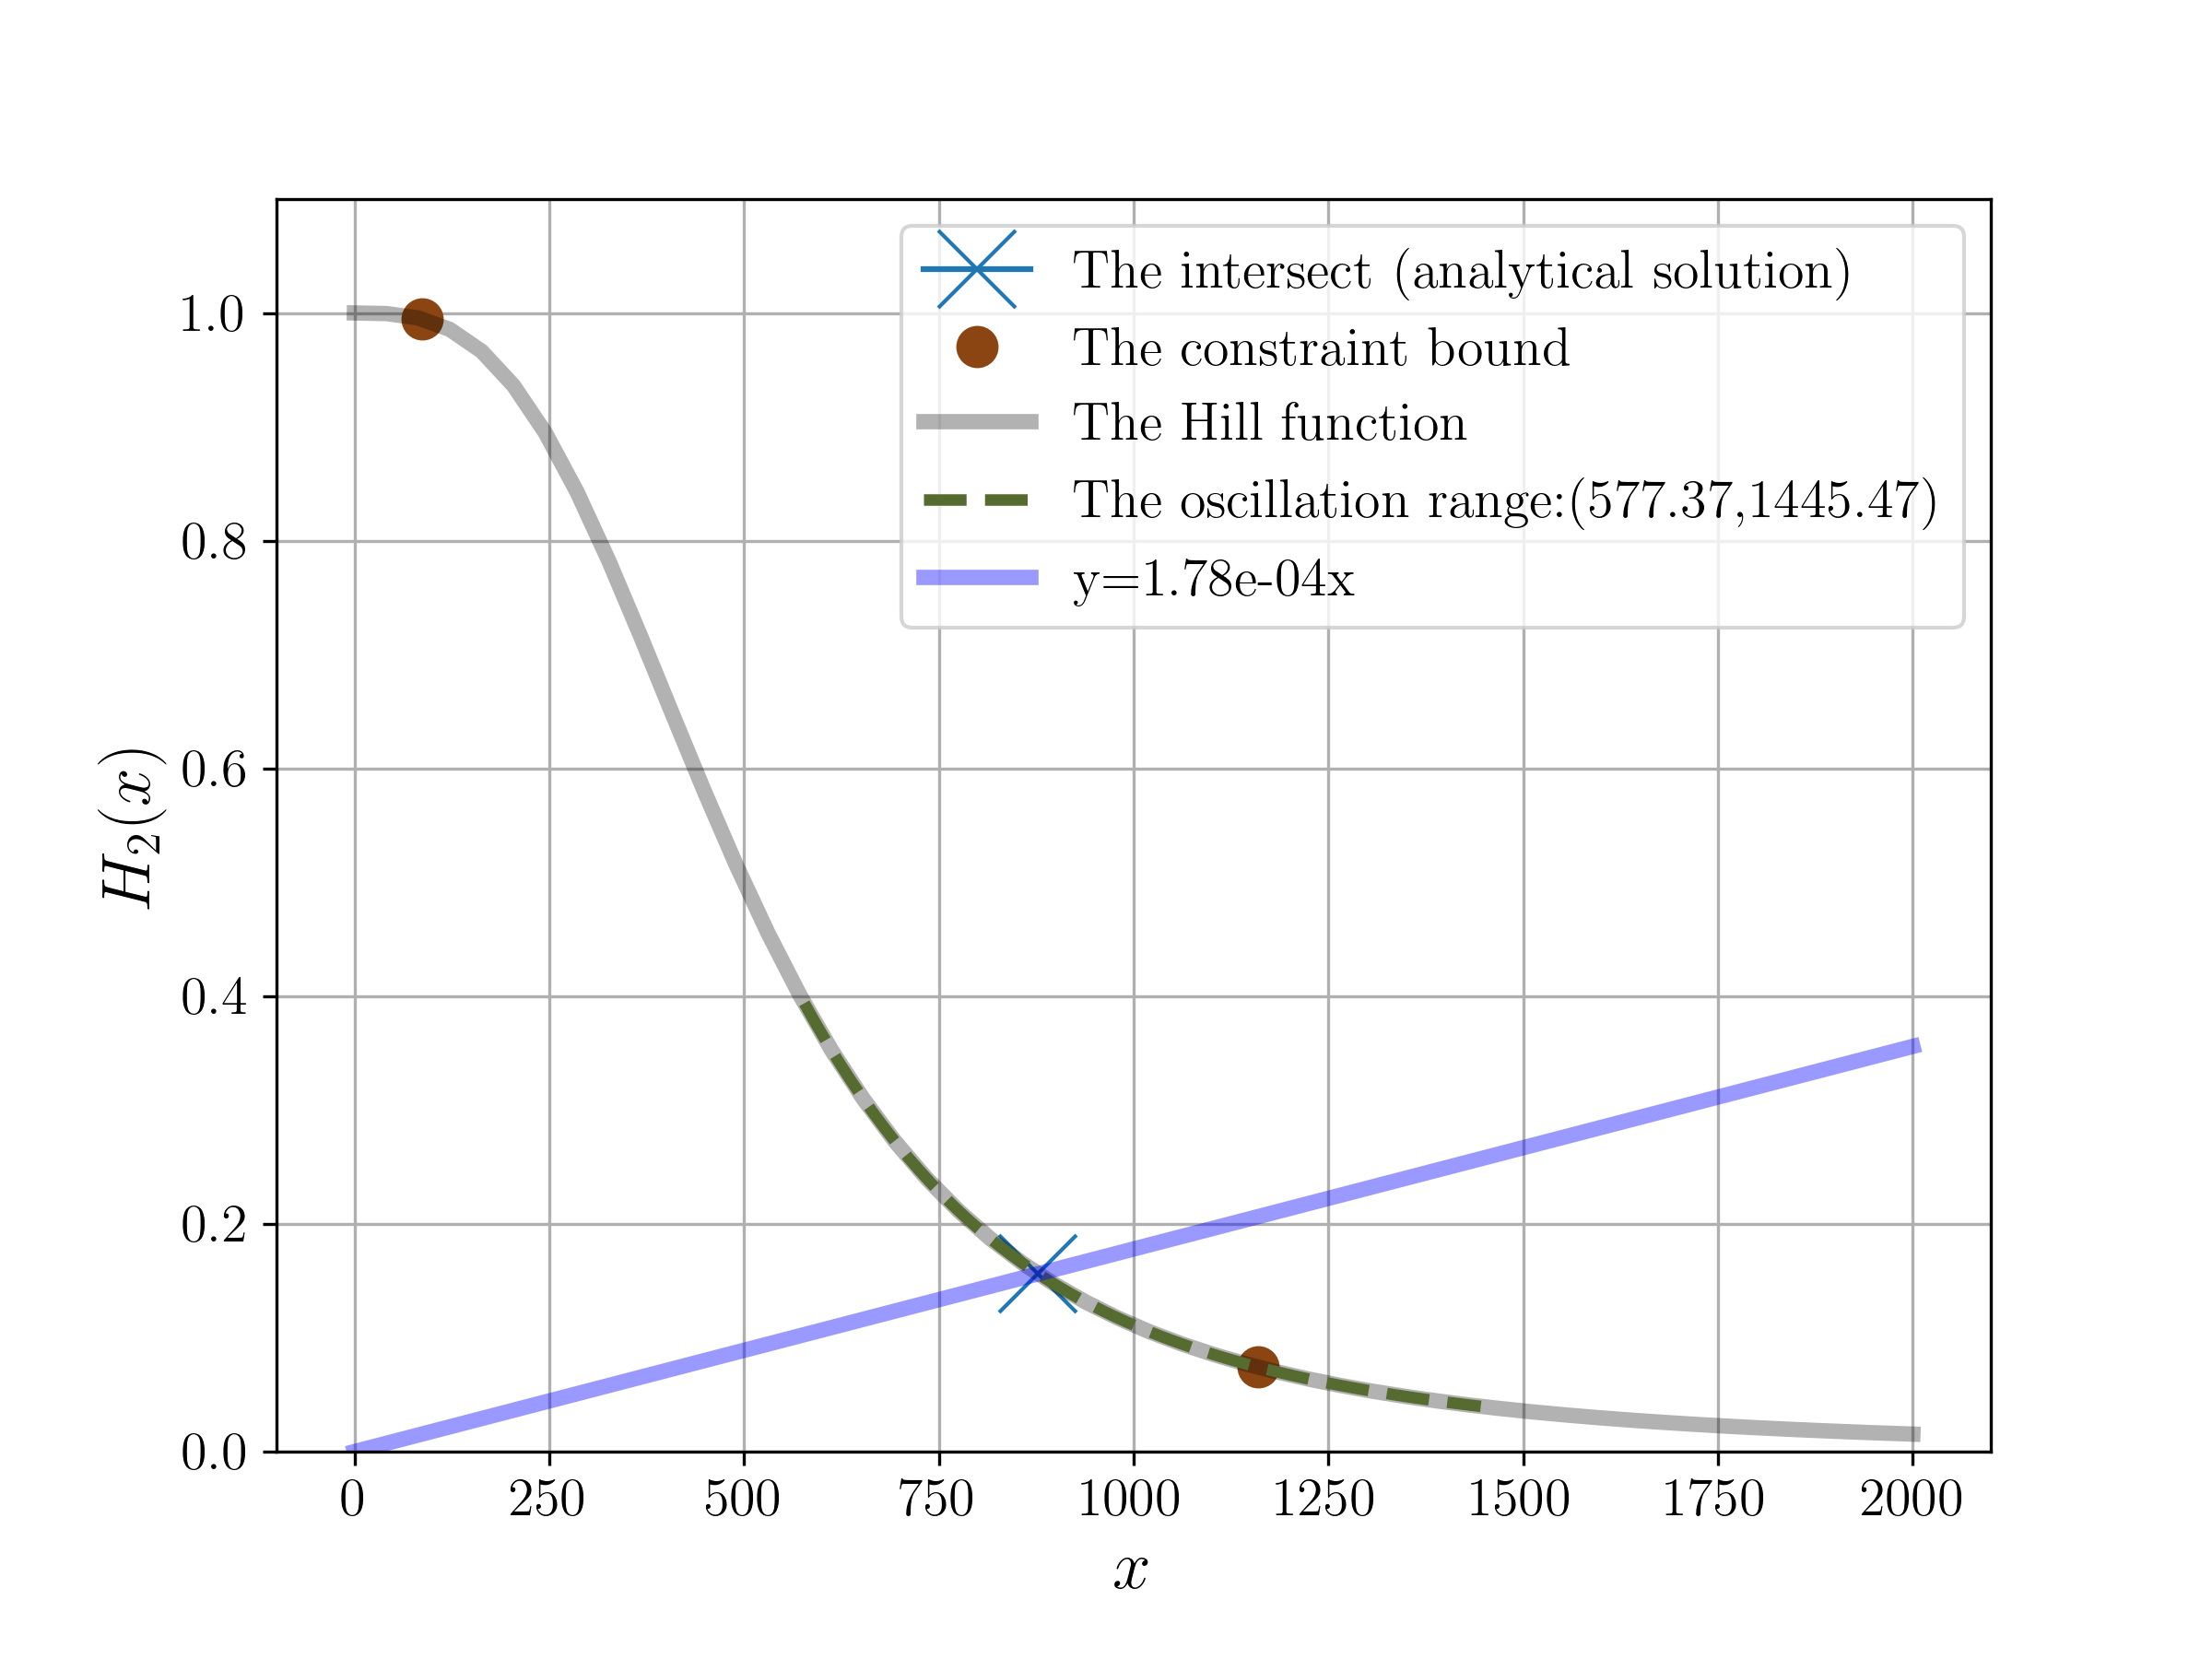 The intersect (analytical solution)
The constraint bound
The Hill function
The oscillation range:(577.37,1445.47)
y=1.78e-04x
1.0
0.8
0.6
0.4
0.2
0.0
H₂(x)
0 250 500 750 1000 1250 1500 1750 2000
x